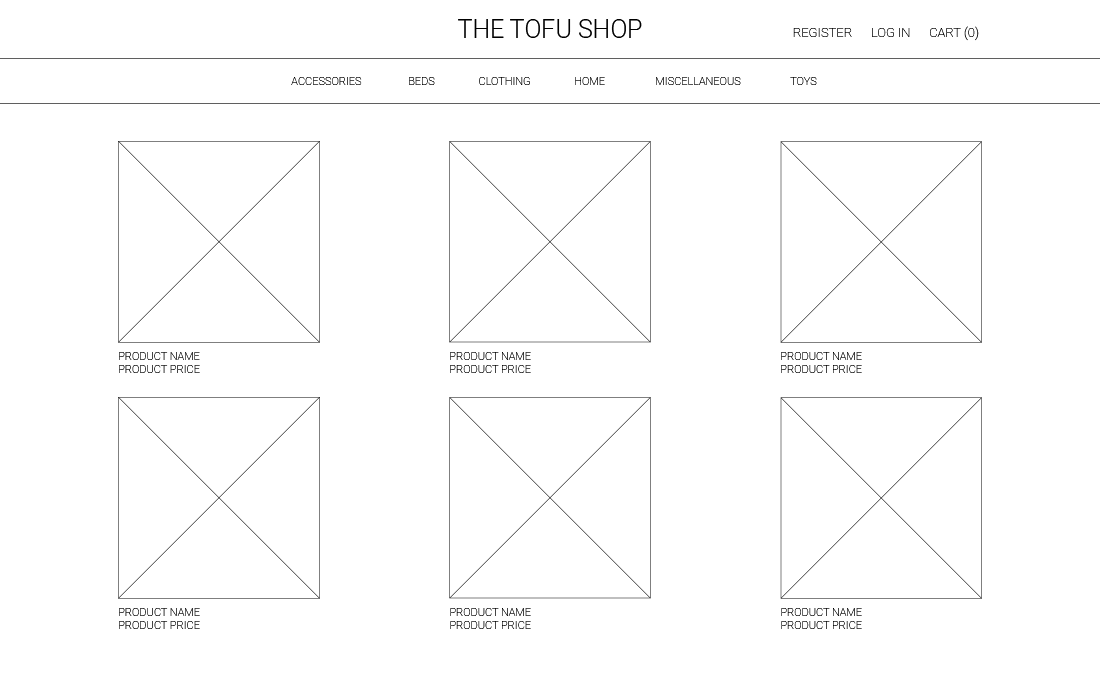 THE TOFU SHOP
REGISTER LOG IN CART (0)
ACCESSORIES BEDS CLOTHING HOME MISCELLANEOUS TOYS
PRODUCT NAME
PRODUCT PRICE
PRODUCT NAME
PRODUCT PRICE
PRODUCT NAME
PRODUCT PRICE
PRODUCT NAME
PRODUCT PRICE
PRODUCT NAME
PRODUCT PRICE
PRODUCT NAME
PRODUCT PRICE